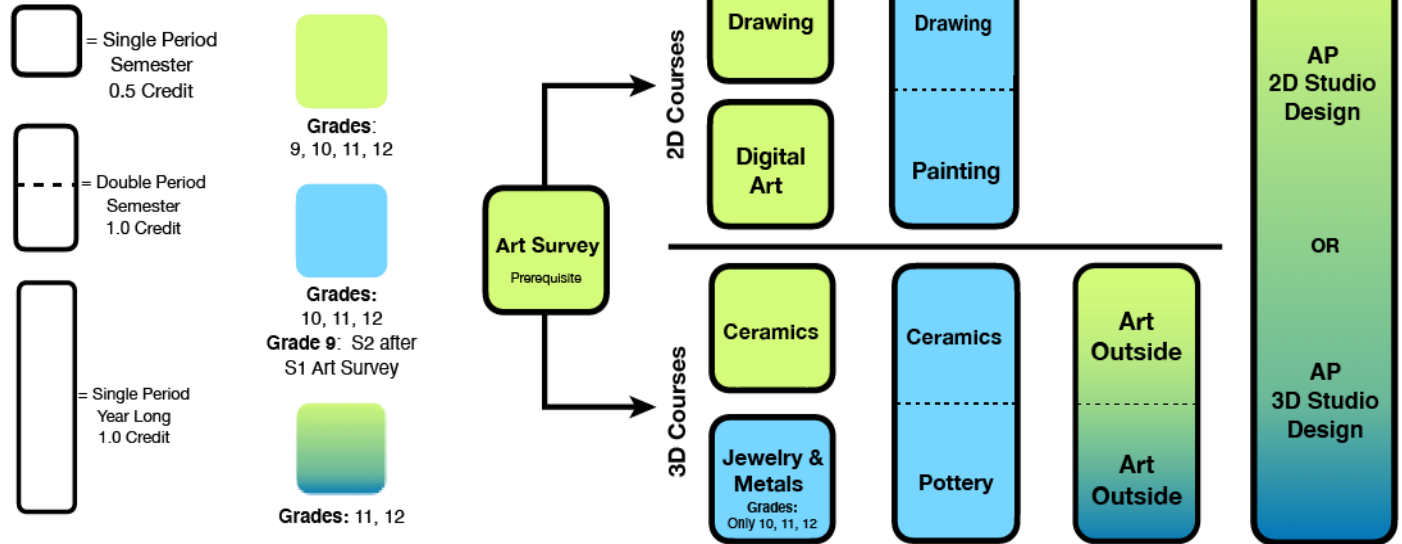 = Single Period
Semester
0.5 Credit
= Double Period
Semester
1.0 Credit
= Single Period
Year Long
1.0 Credit
Grades:
9, 10, 11, 12
Grades:
10, 11, 12
Grade 9: S2 after
S1 Art Survey
Grades: 11, 12
Art Survey
Prerequisite
2D Courses
Drawing
Digital
Art
Drawing
Painting
3D Courses
Ceramics
Jewelry &
Metals
Grades:
Only 10, 11, 12
Ceramics
Pottery
Art
Outside
Art
Outside
AP
2D Studio
Design
OR
AP
3D Studio
Design